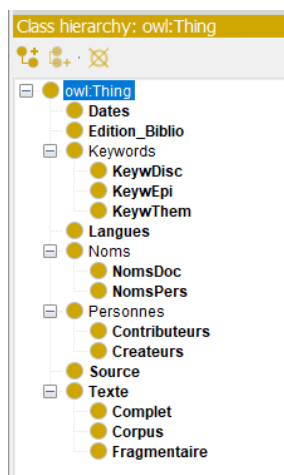 Class hierarchy: owl:Thing
owl:Thing
Dates
Edition_Biblio
Keywords
KeywDisc
KeywEpi
KeywThem
Langues
Noms
NomsDoc
NomsPers
Personnes
Contributeurs
Createurs
Source
Texte
Complet
Corpus
Fragmentaire